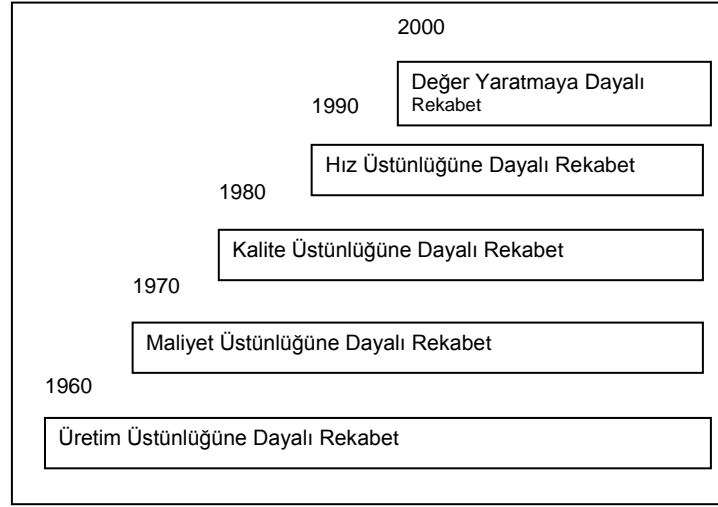 2000
Değer Yaratmaya Dayalı
Rekabet
1990
Hız Üstünlüğüne Dayalı Rekabet
1980
Kalite Üstünlüğüne Dayalı Rekabet
1970
Maliyet Üstünlüğüne Dayalı Rekabet
1960
Üretim Üstünlüğüne Dayalı Rekabet